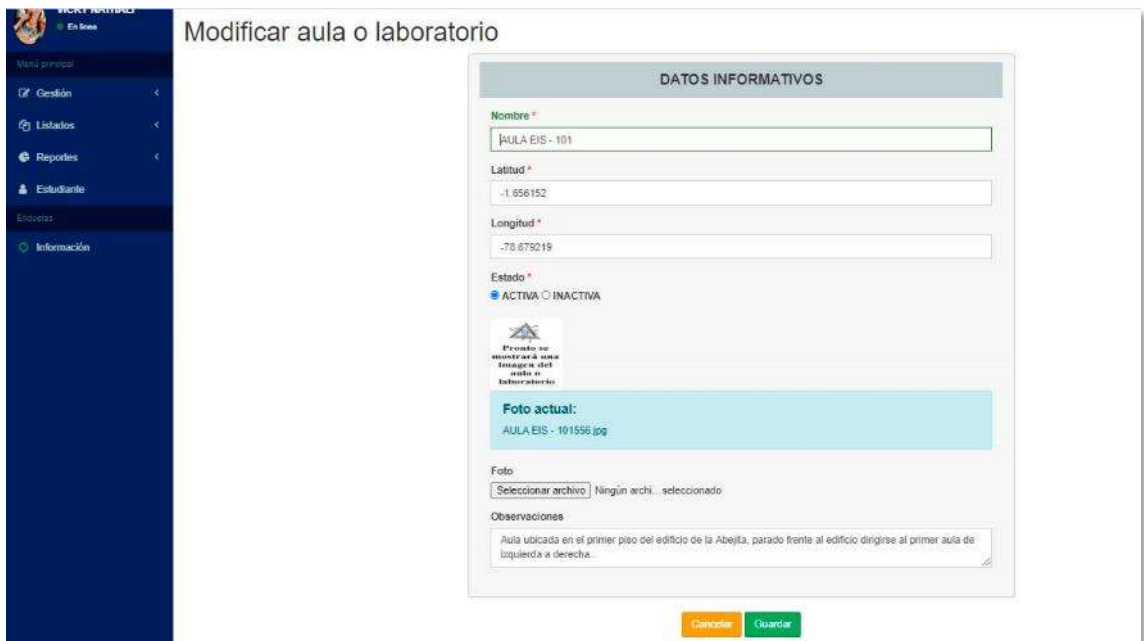 VICKY NATHALI
En línea
Menú principal
Gestión
Listados
Reportes
Estudiante
Etiquetas
Información
Modificar aula o laboratorio
DATOS INFORMATIVOS
Nombre *
AULA EIS - 101
Latitud *
-1.656152
Longitud *
-78.679219
Estado *
ACTIVA INACTIVA
Pronto se
mostrará una
Imagen del
aula o
laboratorio
Foto actual:
AULA EIS - 101556.jpg
Foto
Seleccionar archivo Ningún archi... seleccionado
Observaciones
Aula ubicada en el primer piso del edificio de la Abejita, parado frente al edificio dirigirse al primer aula de
izquierda a derecha.
Cancelar Guardar